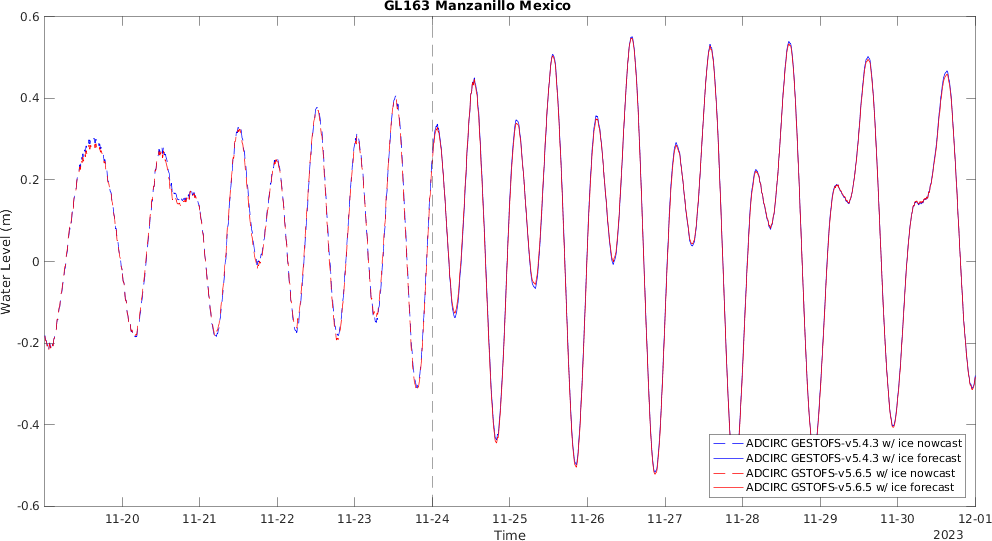 GL163 Manzanillo Mexico
0.6
0.4
0.2
0
-0.2
-0.4
-0.6
Water Level (m)
ADCIRC GESTOFS-v5.4.3 w/ ice nowcast
ADCIRC GESTOFS-v5.4.3 w/ ice forecast
ADCIRC GSTOFS-v5.6.5 w/ ice nowcast
ADCIRC GSTOFS-v5.6.5 w/ ice forecast
11-20 11-21 11-22 11-23 11-24 11-25 11-26 11-27 11-28 11-29 11-30 12-01
Time
2023